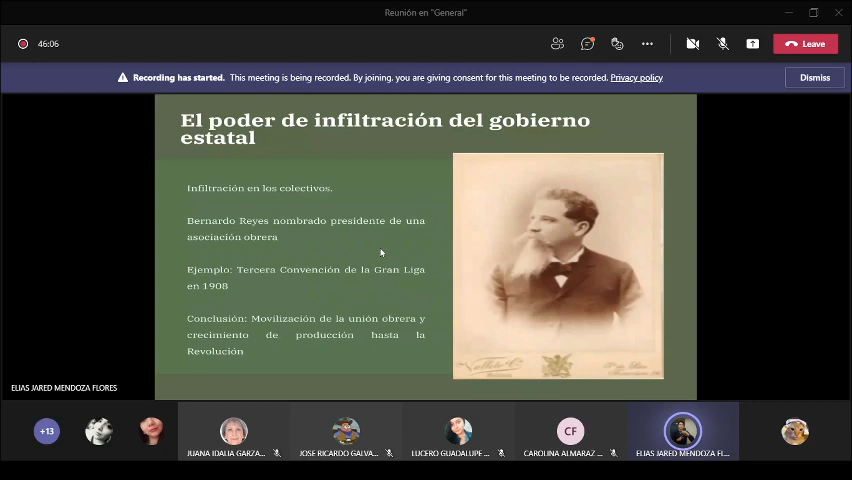 Reunión en "General"
46:06
Leave
Recording has started. This meeting is being recorded. By joining, you are giving consent for this meeting to be recorded. Privacy policy
Dismiss
El poder de infiltración del gobierno
estatal
Infiltración en los colectivos.
Bernardo Reyes nombrado presidente de una
asociación obrera
Ejemplo: Tercera Convención de la Gran Liga
en 1908
Conclusión: Movilización de la unión obrera y
crecimiento de producción hasta la
Revolución
ELIAS JARED MENDOZA FLORES
+13
CF
JUANA IDALIA GARZA...
JOSE RICARDO GALVA...
LUCERO GUADALUPE ...
CAROLINA ALMARAZ ...
ELIAS JARED MENDOZA FL...